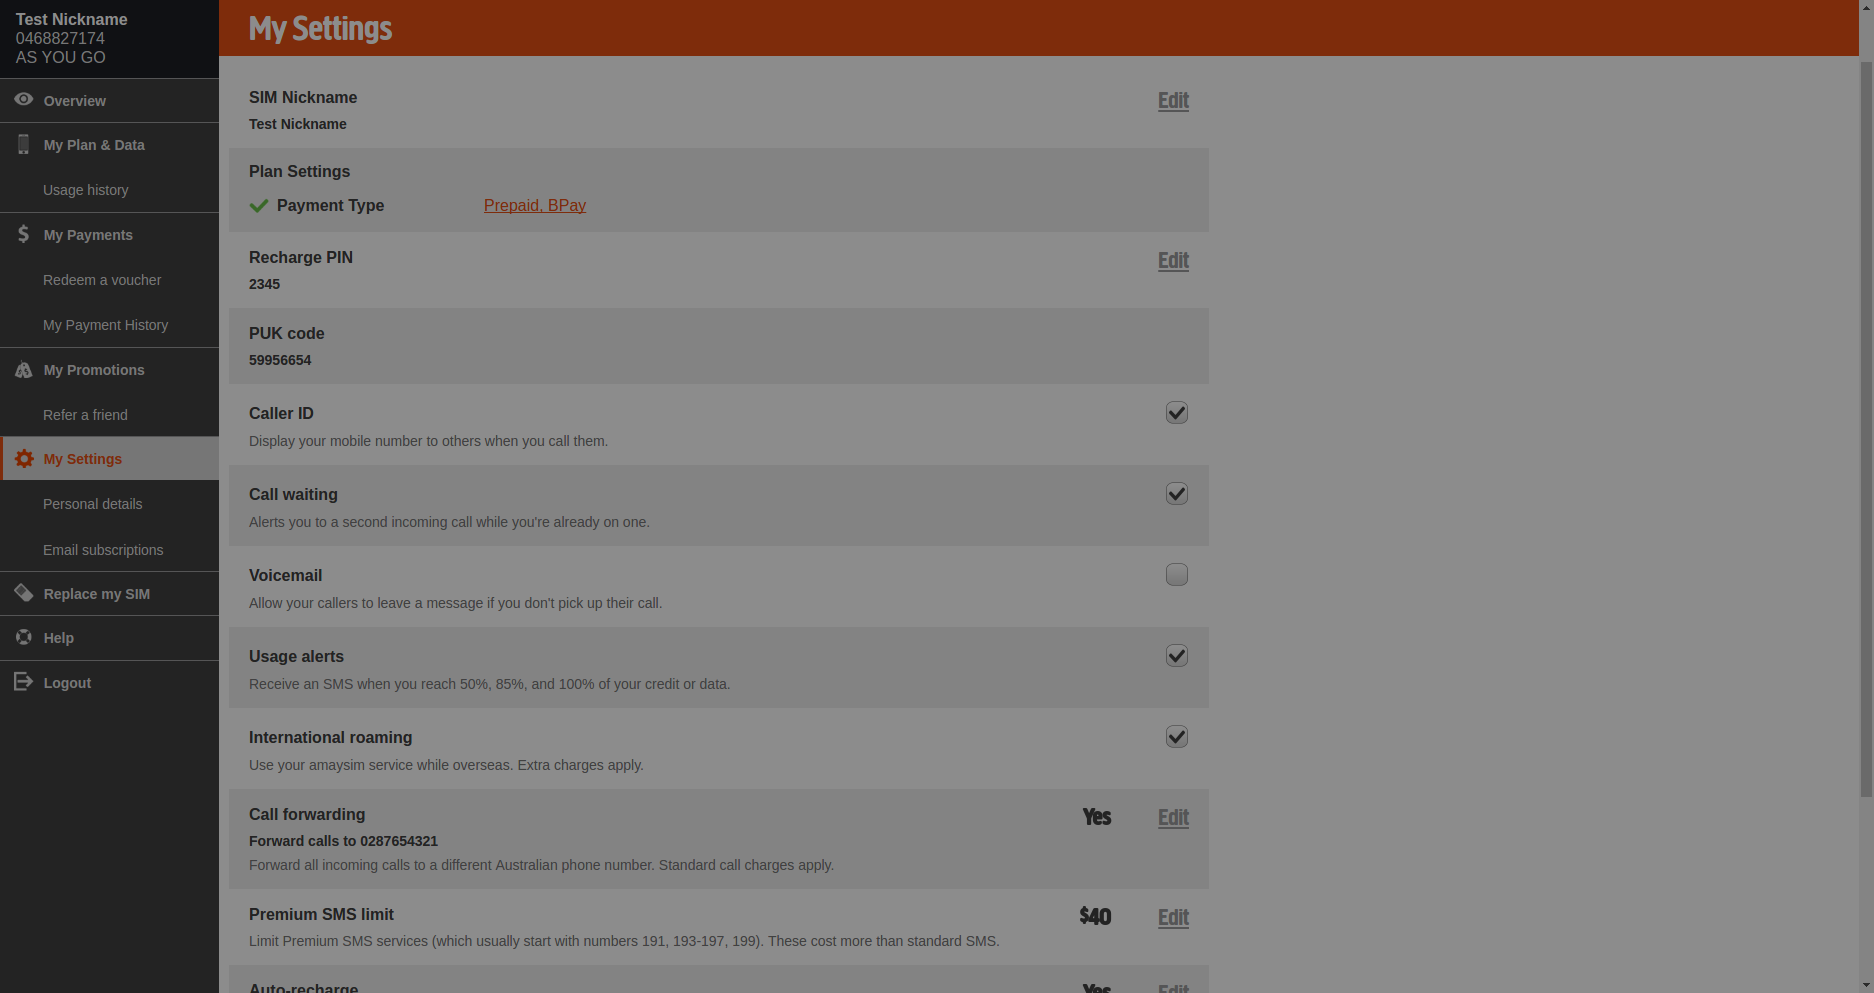 Test Nickname
0468827174
AS YOU GO
Overview
My Plan & Data
Usage history
My Payments
Redeem a voucher
My Payment History
My Promotions
Refer a friend
My Settings
Personal details
Email subscriptions
Replace my SIM
Help
Logout
My Settings
SIM Nickname
Edit
Test Nickname
Plan Settings
Payment Type Prepaid, BPay
Recharge PIN
Edit
2345
PUK code
59956654
Caller ID
Display your mobile number to others when you call them.
Call waiting
Alerts you to a second incoming call while you're already on one.
Voicemail
Allow your callers to leave a message if you don't pick up their call.
Usage alerts
Receive an SMS when you reach 50%, 85%, and 100% of your credit or data.
International roaming
Use your amaysim service while overseas. Extra charges apply.
Call forwarding
Yes Edit
Forward calls to 0287654321
Forward all incoming calls to a different Australian phone number. Standard call charges apply.
Premium SMS limit
$40 Edit
Limit Premium SMS services (which usually start with numbers 191, 193-197, 199). These cost more than standard SMS.
Auto-recharge
Yes Edit